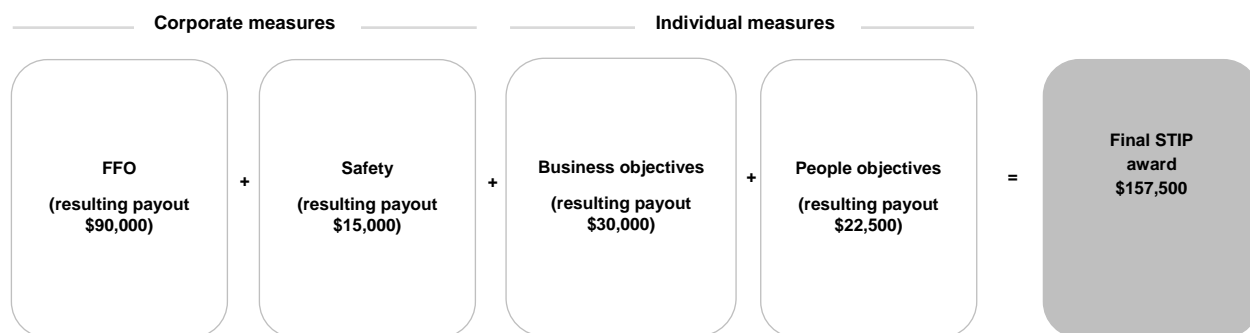 Corporate measures
Individual measures
FFO
(resulting payout
$90,000)
+
Safety
(resulting payout
$15,000)
+
Business objectives
(resulting payout
$30,000)
+
People objectives
(resulting payout
$22,500)
=
Final STIP
award
$157,500